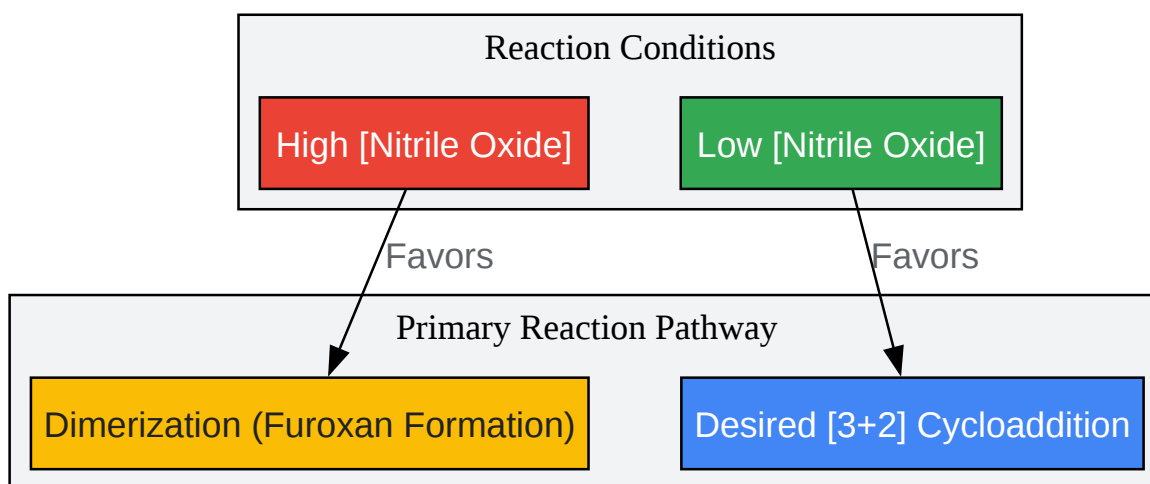 Reaction Conditions
High [Nitrile Oxide]
Low [Nitrile Oxide]
Favors
Favors
Primary Reaction Pathway
Dimerization (Furoxan Formation)
Desired [3+2] Cycloaddition